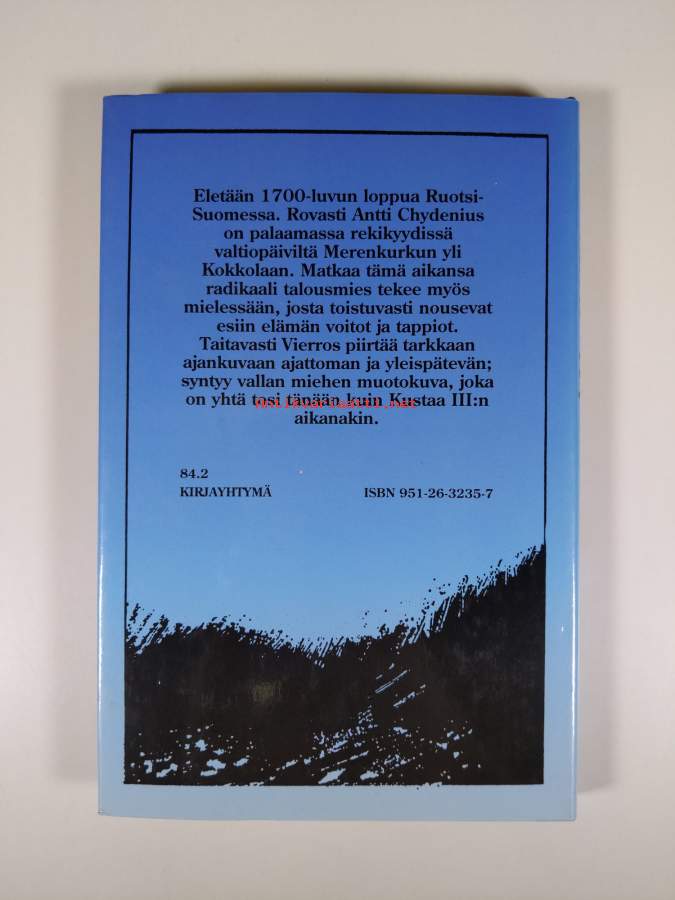 Eletään 1700-luvun loppua Ruotsi-
Suomessa. Rovasti Antti Chydenius
on palaamassa rekikyydissä
valtiopäiviltä Merenkurkun yli
Kokkolaan. Matkaa tämä aikansa
radikaali talousmies tekee myös
mielessään, josta toistuvasti nousevat
esiin elämän voitot ja tappiot.
Taitavasti Vierros piirtää tarkkaan
ajankuvaan ajattoman ja yleispätevän;
syntyy vallan miehen muotokuva, joka
on yhtä tosi tänään kuin Kustaa III:n
aikanakin.
84.2
KIRJAYHTYMÄ ISBN 951-26-3235-7